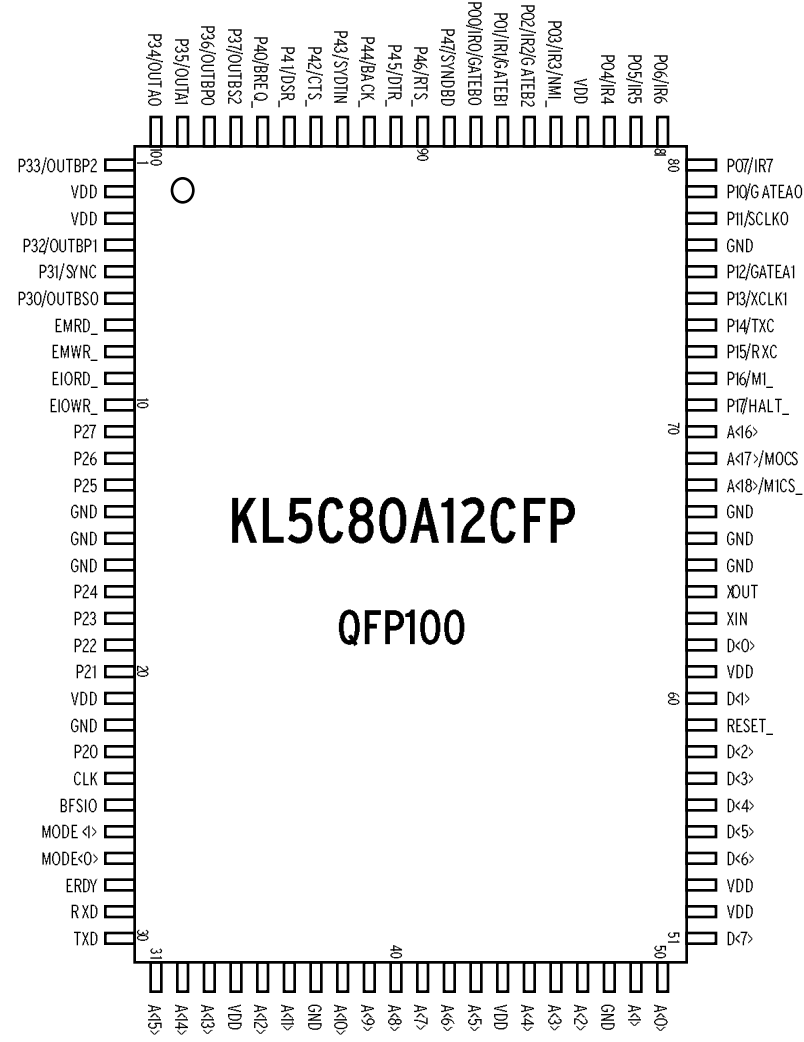 P34/OUTA0
P35/OUTA1
P36/OUTBP0
P37/OUTBS2
P40/BREQ_
P41/DSR_
P42/CTS_
P43/SYDTIN
P44/BACK_
P45/DTR_
P46/RTS_
P47/SYNDBD
P00/IR0/GATEB0
P01/IR1/GATEB1
P02/IR2/GATEB2
P03/IR3/NMI_
VDD
P04/IR4
P05/IR5
P06/IR6
100
90
81
1
10
20
30
P33/OUTBP2
VDD
VDD
P32/OUTBP1
P31/SYNC
P30/OUTBS0
EMRD_
EMWR_
EIORD_
EIOWR_
P27
P26
P25
GND
GND
GND
P24
P23
P22
P21
VDD
GND
P20
CLK
BFSIO
MODE<1>
MODE<0>
ERDY
RXD
TXD
KL5C80A12CFP
QFP100
80
70
60
51
P07/IR7
P10/GATEA0
P11/SCLK0
GND
P12/GATEA1
P13/XCLK1
P14/TXC
P15/RXC
P16/M1_
P17/HALT_
A<16>
A<17>/M0CS
A<18>/M1CS_
GND
GND
GND
XOUT
XIN
D<0>
VDD
D<1>
RESET_
D<2>
D<3>
D<4>
D<5>
D<6>
VDD
VDD
D<7>
31
40
50
A<15>
A<14>
A<13>
VDD
A<12>
A<11>
GND
A<10>
A<9>
A<8>
A<7>
A<6>
A<5>
VDD
A<4>
A<3>
A<2>
GND
A<1>
A<0>